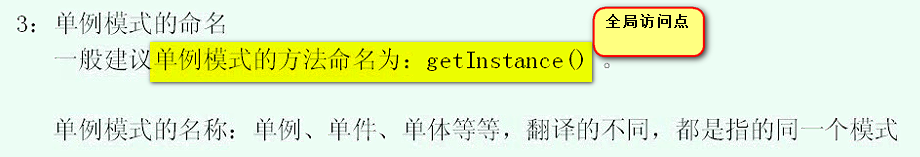 3：单例模式的命名
全局访问点
一般建议单例模式的方法命名为：getInstance()。
单例模式的名称：单例、单件、单体等等，翻译的不同，都是指的同一个模式